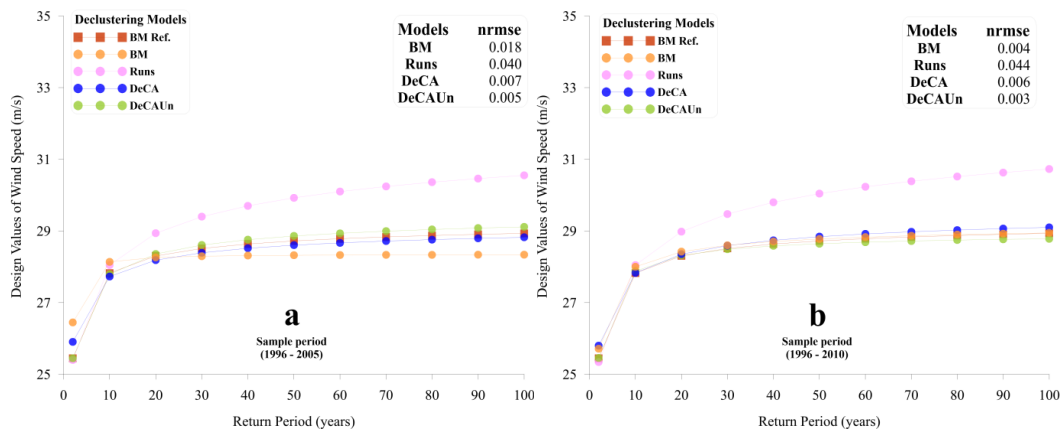 Declustering Models
BM Ref.
BM
Runs
DeCA
DeCAUn
Models nrmse
BM 0.018
Runs 0.040
DeCA 0.007
DeCAUn 0.005
Design Values of Wind Speed (m/s)
35
33
31
29
27
25
a
Sample period
(1996 - 2005)
0 10 20 30 40 50 60 70 80 90 100
Return Period (years)
Declustering Models
BM Ref.
BM
Runs
DeCA
DeCAUn
Models nrmse
BM 0.004
Runs 0.044
DeCA 0.006
DeCAUn 0.003
Design Values of Wind Speed (m/s)
35
33
31
29
27
25
b
Sample period
(1996 - 2010)
0 10 20 30 40 50 60 70 80 90 100
Return Period (years)